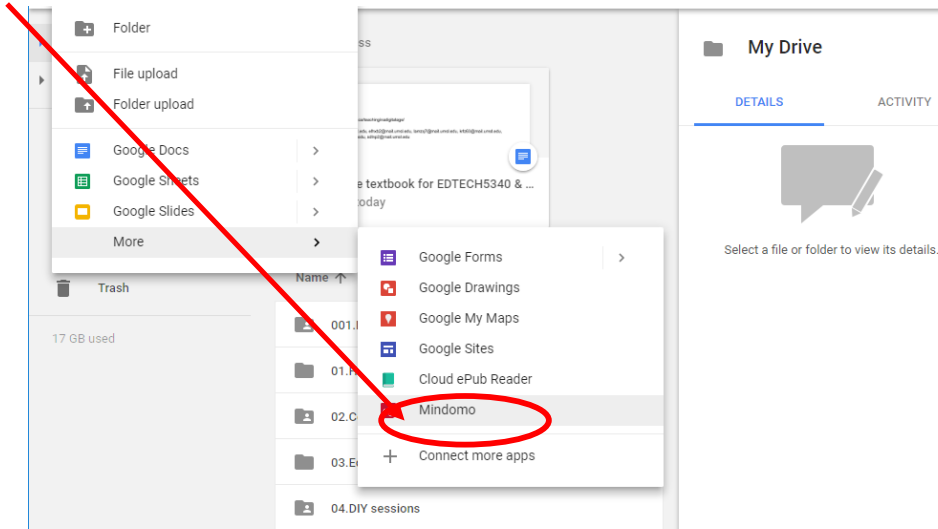 Folder
File upload
Folder upload
Google Docs
Google Sheets
Google Slides
More
Trash
17 GB used
ess
e textbook for EDTECH5340 & ...
today
Name
001.
01.
02.C
03.E
04.DIY sessions
Google Forms
Google Drawings
Google My Maps
Google Sites
Cloud ePub Reader
Mindomo
Connect more apps
My Drive
DETAILS
ACTIVITY
Select a file or folder to view its details.